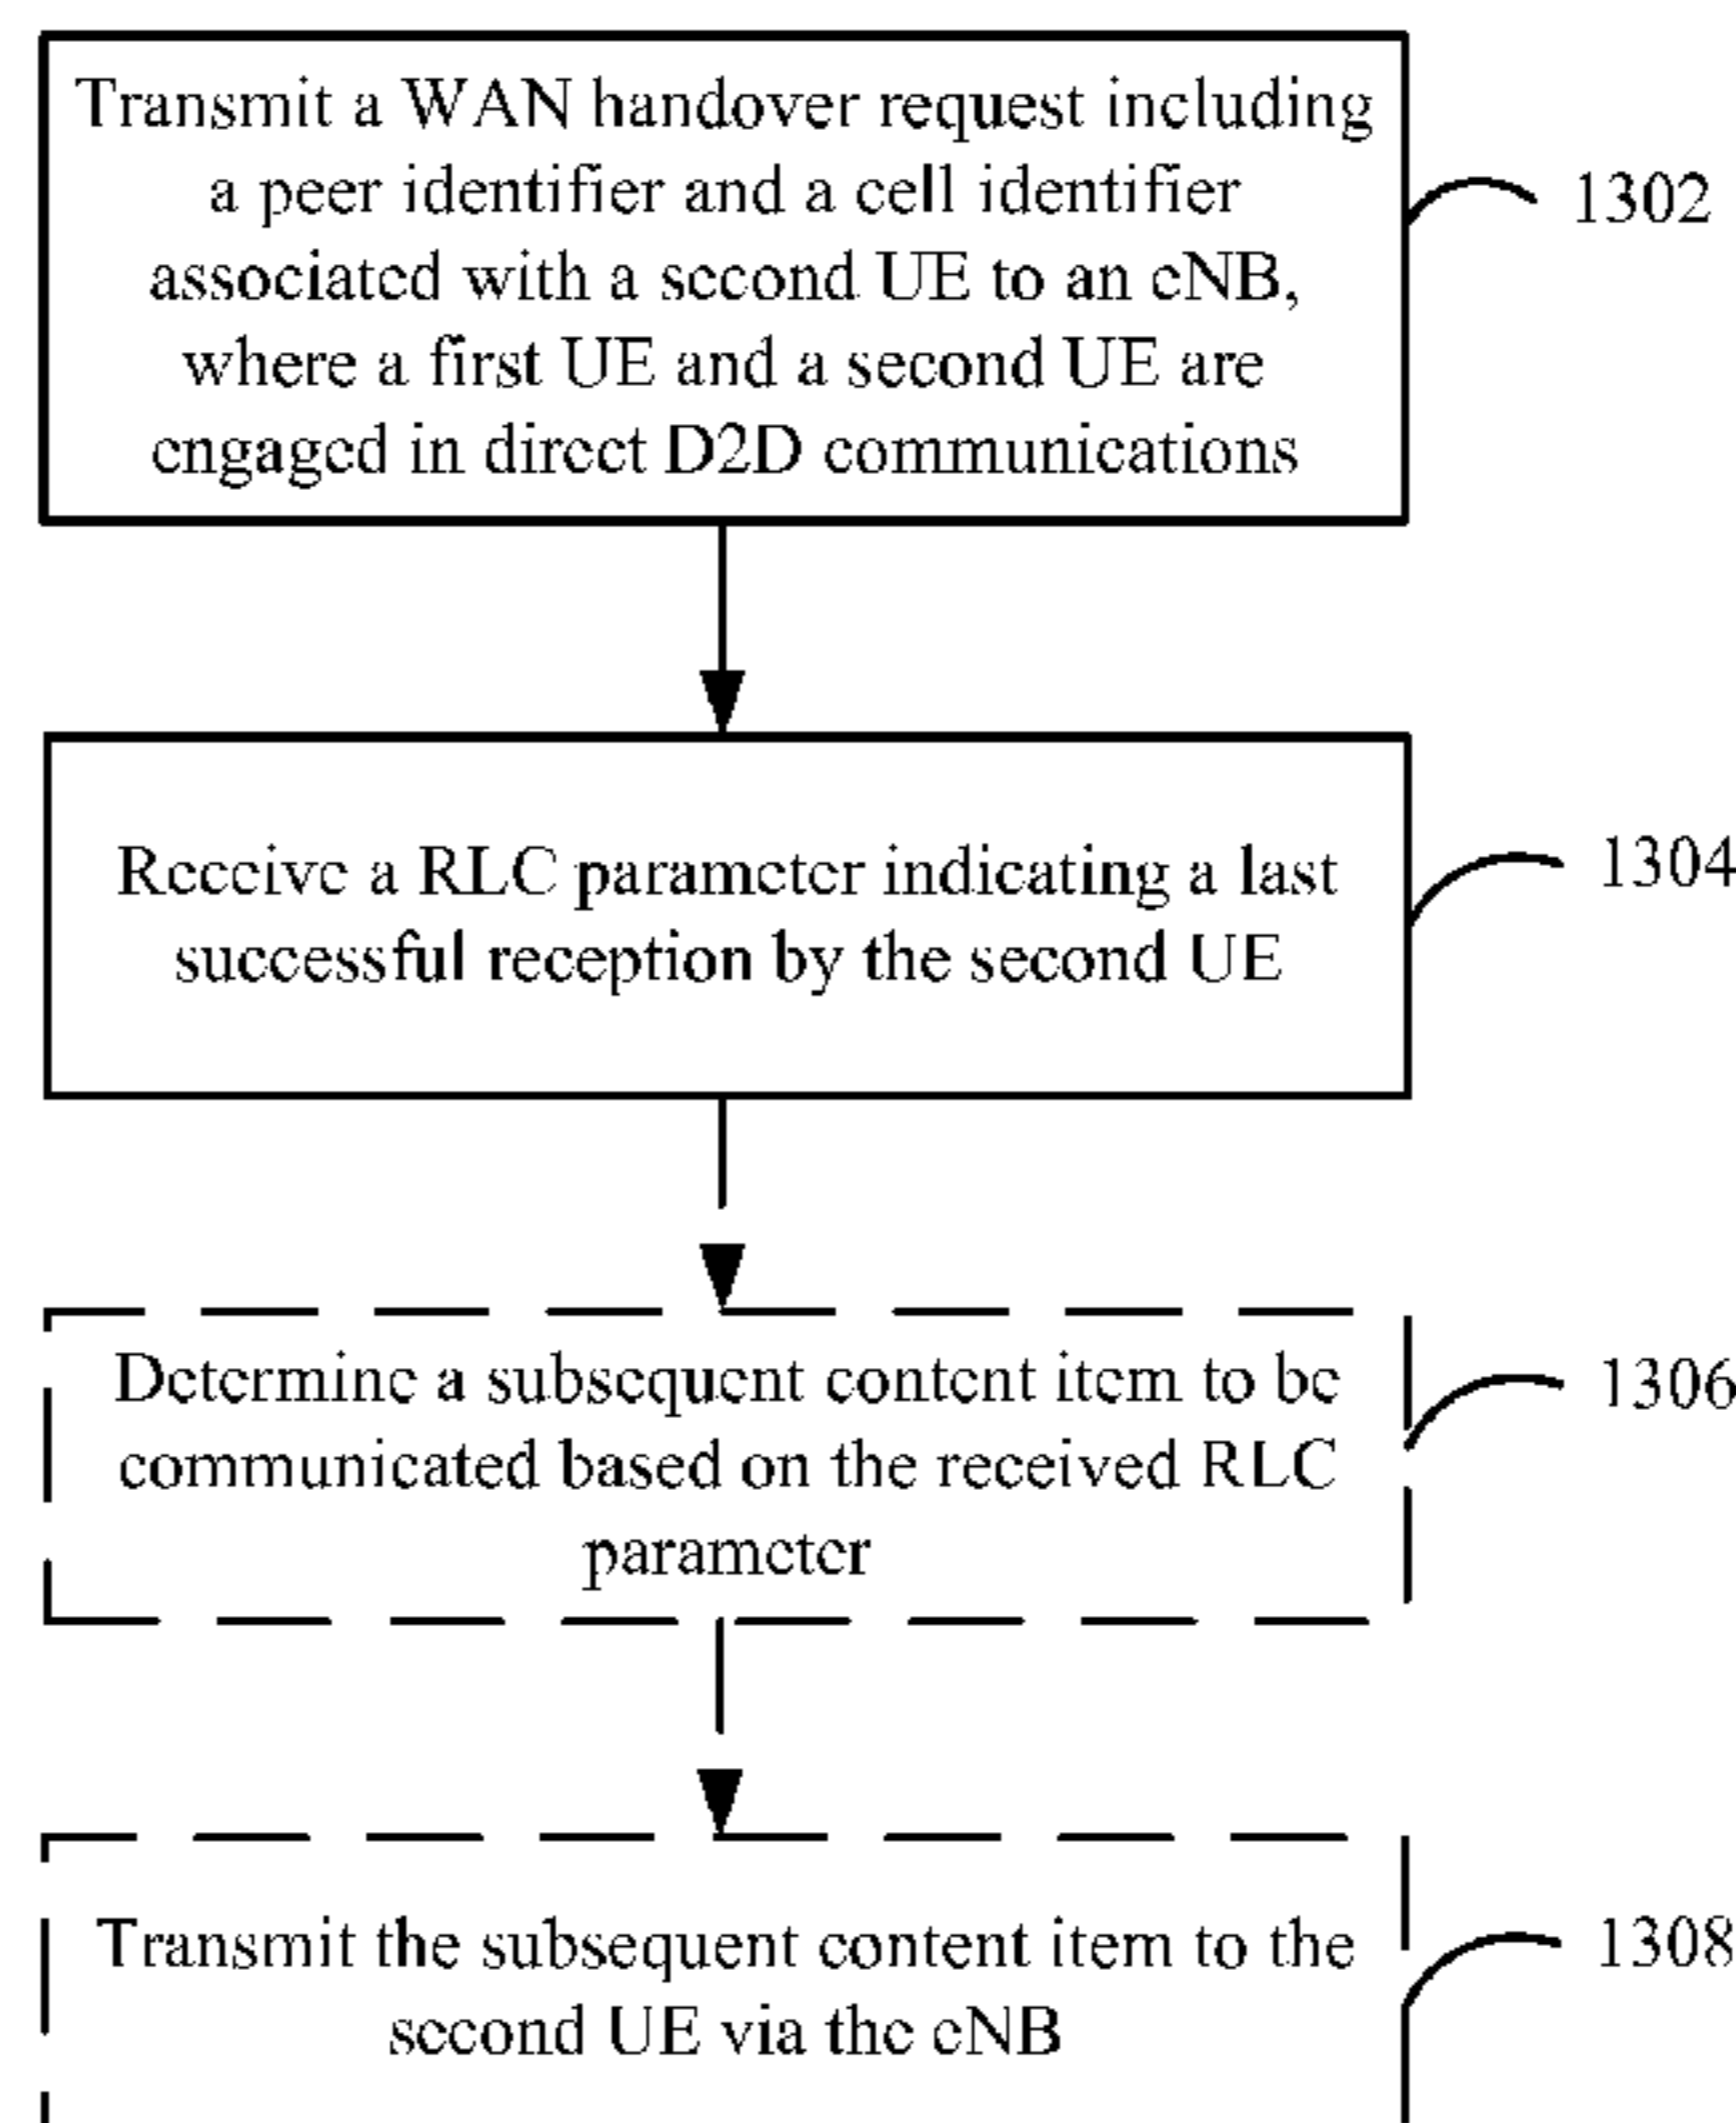 Transmit a WAN handover request including
a peer identifier and a cell identifier
associated with a second UE to an eNB,
where a first UE and a second UE are
engaged in direct D2D communications
1302
Receive a RLC parameter indicating a last
successful reception by the second UE
1304
Determine a subsequent content item to be
communicated based on the received RLC
parameter
1306
Transmit the subsequent content item to the
second UE via the eNB
1308